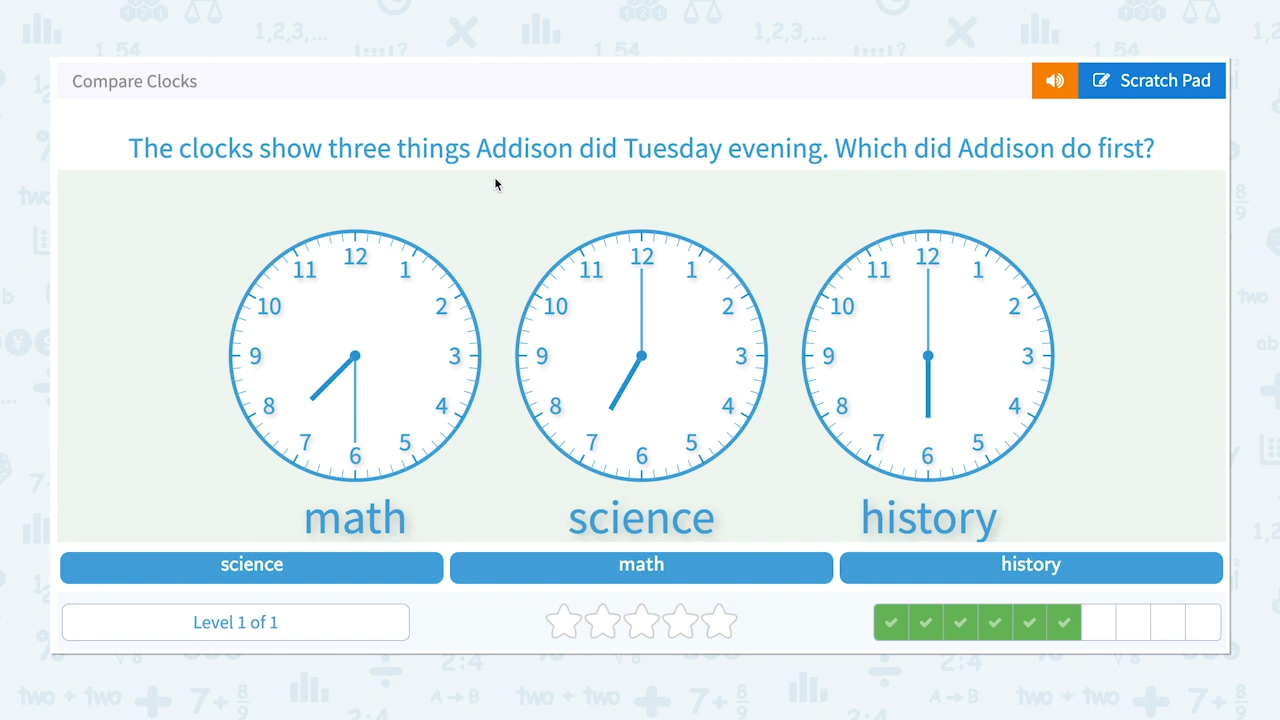 Compare Clocks
Scratch Pad
The clocks show three things Addison did Tuesday evening. Which did Addison do first?
12 1 2 3 4 5 6 7 8 9 10 11
12 1 2 3 4 5 6 7 8 9 10 11
12 1 2 3 4 5 6 7 8 9 10 11
math science history
science math history
Level 1 of 1